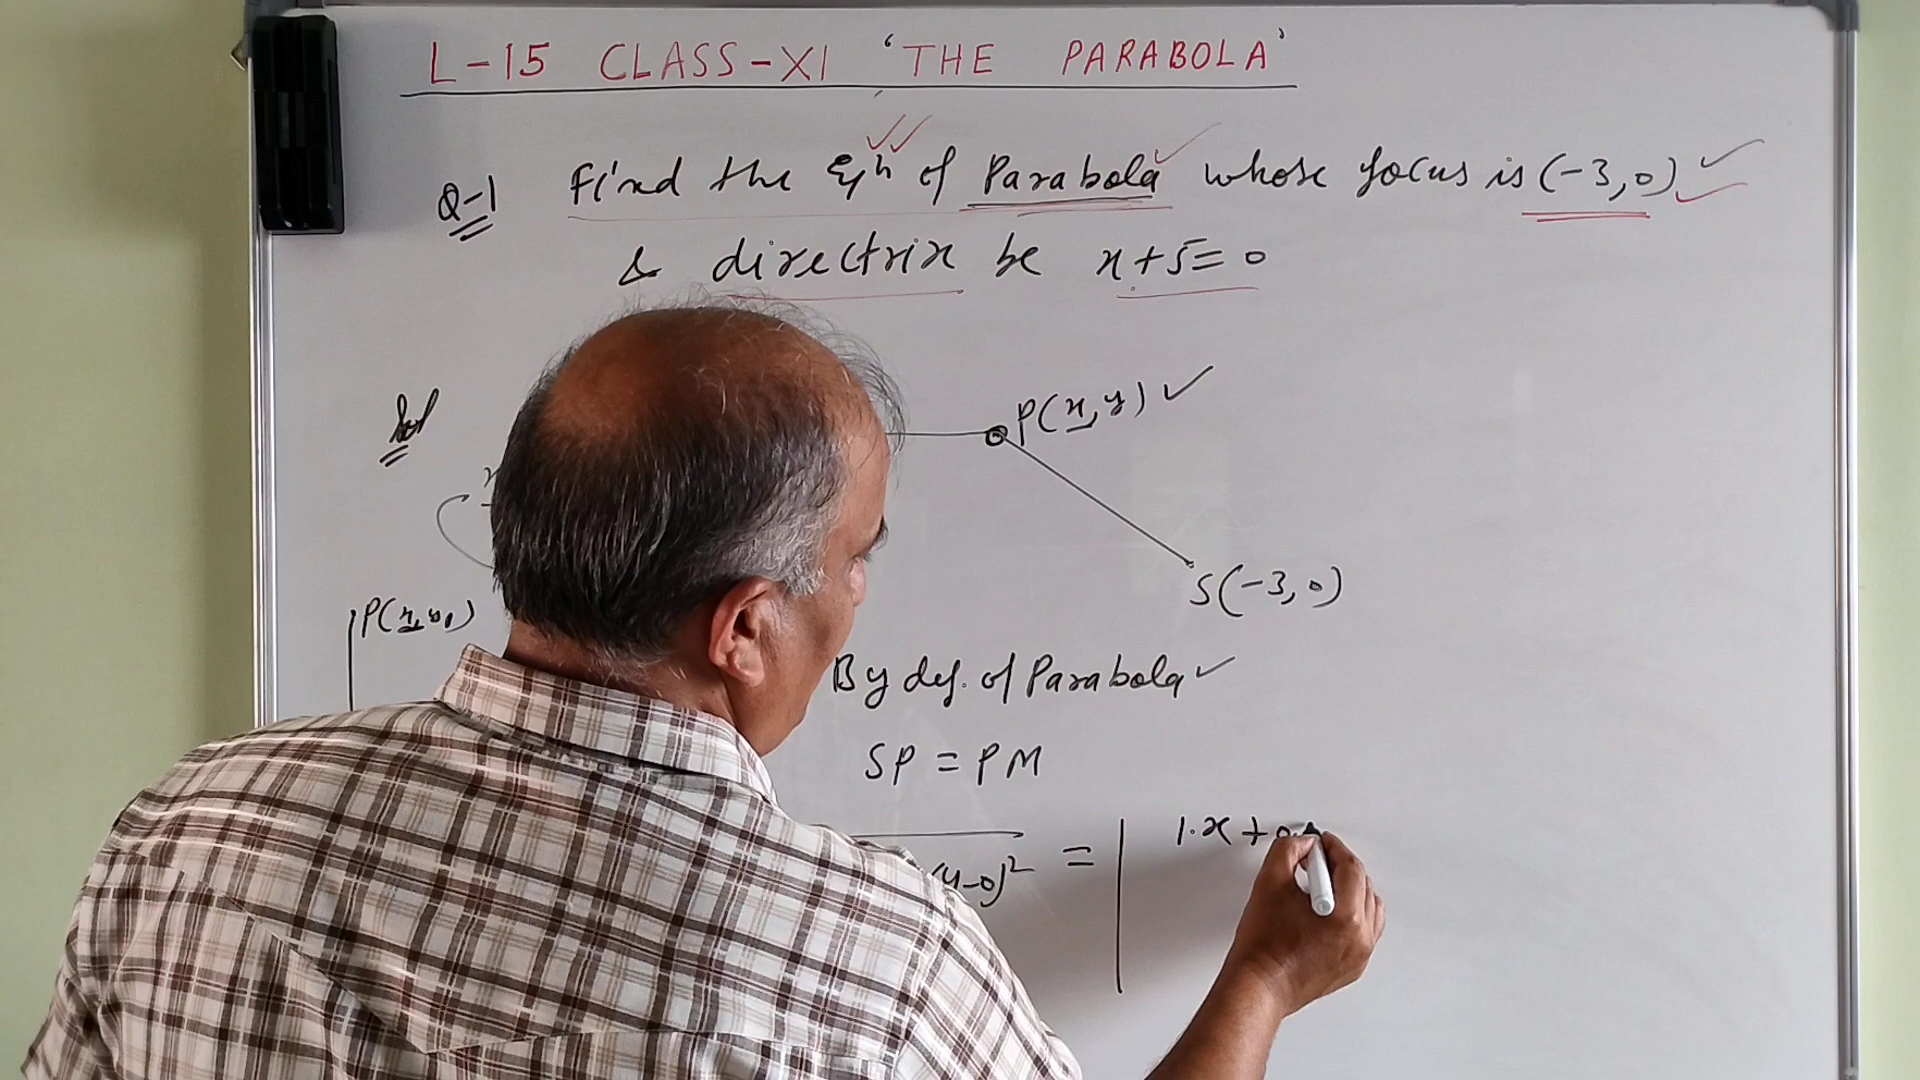 L-15 CLASS-XI 'THE PARABOLA'
Q-1 Find the Eqn of Parabola whose focus is (-3,0)
& directrix be x+5=0
Sol
P(x,y)
S(-3,0)
By def. of Parabola
SP = PM
(y-0)² = | 1.x+0